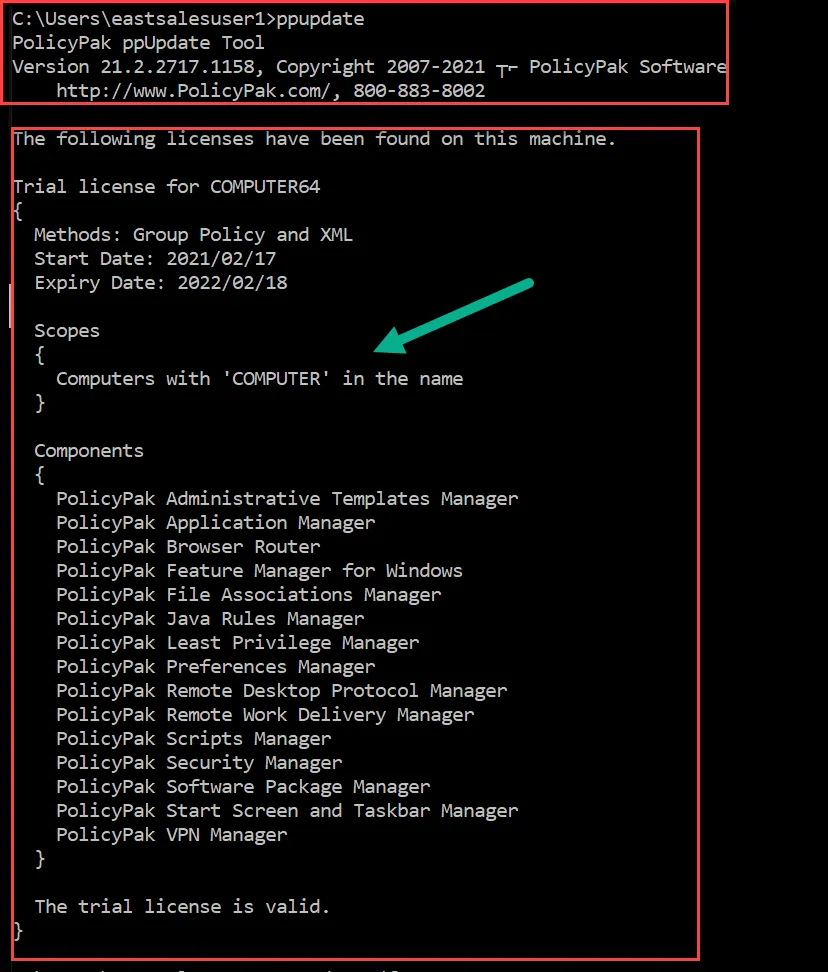 C:\Users\eastsalesuser1>ppupdate
PolicyPak ppUpdate Tool
Version 21.2.2717.1158, Copyright 2007-2021 ┬⌐ PolicyPak Software
http://www.PolicyPak.com/, 800-883-8002
The following licenses have been found on this machine.
Trial license for COMPUTER64
{
Methods: Group Policy and XML
Start Date: 2021/02/17
Expiry Date: 2022/02/18
Scopes
{
Computers with 'COMPUTER' in the name
}
Components
{
PolicyPak Administrative Templates Manager
PolicyPak Application Manager
PolicyPak Browser Router
PolicyPak Feature Manager for Windows
PolicyPak File Associations Manager
PolicyPak Java Rules Manager
PolicyPak Least Privilege Manager
PolicyPak Preferences Manager
PolicyPak Remote Desktop Protocol Manager
PolicyPak Remote Work Delivery Manager
PolicyPak Scripts Manager
PolicyPak Security Manager
PolicyPak Software Package Manager
PolicyPak Start Screen and Taskbar Manager
PolicyPak VPN Manager
}
The trial license is valid.
}